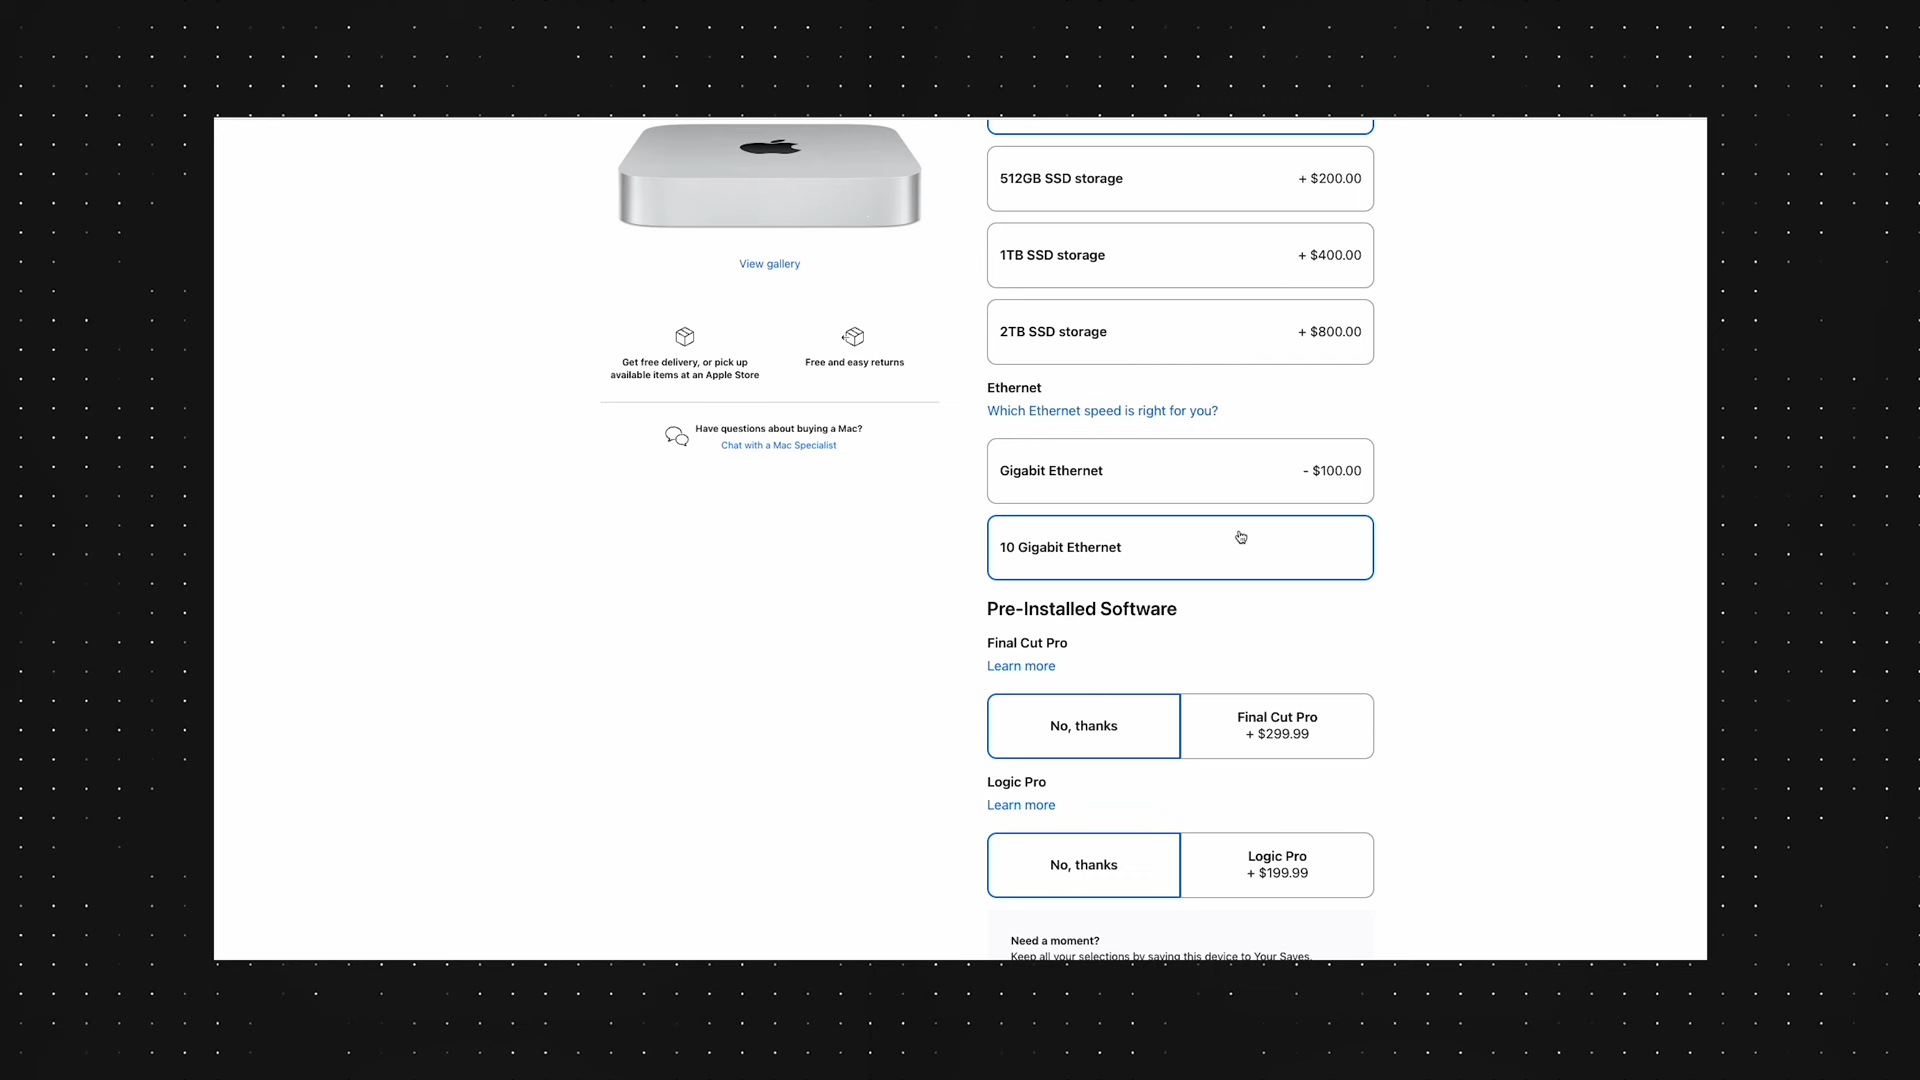 View gallery
Get free delivery, or pick up
available items at an Apple Store
Free and easy returns
Have questions about buying a Mac?
Chat with a Mac Specialist
512GB SSD storage + $200.00
1TB SSD storage + $400.00
2TB SSD storage + $800.00
Ethernet
Which Ethernet speed is right for you?
Gigabit Ethernet - $100.00
10 Gigabit Ethernet
Pre-Installed Software
Final Cut Pro
Learn more
No, thanks
Final Cut Pro
+ $299.99
Logic Pro
Learn more
No, thanks
Logic Pro
+ $199.99
Need a moment?
Keep all your selections by saving this device to Your Saves,